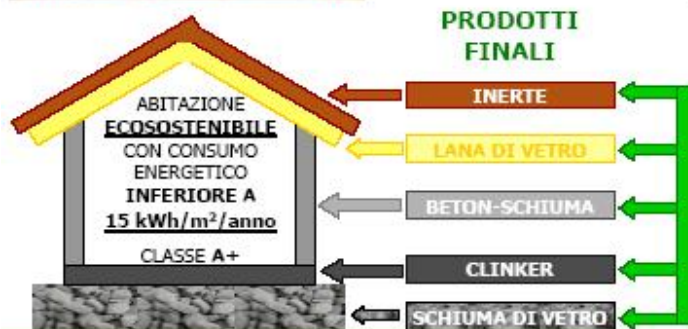 PRODOTTI
FINALI
ABITAZIONE
ECOSOSTENIBILE
CON CONSUMO
ENERGETICO
INFERIORE A
15 kWh/m²/anno
CLASSE A+
INERTE
LANA DI VETRO
BETON-SCHIUMA
CLINKER
SCHIUMA DI VETRO